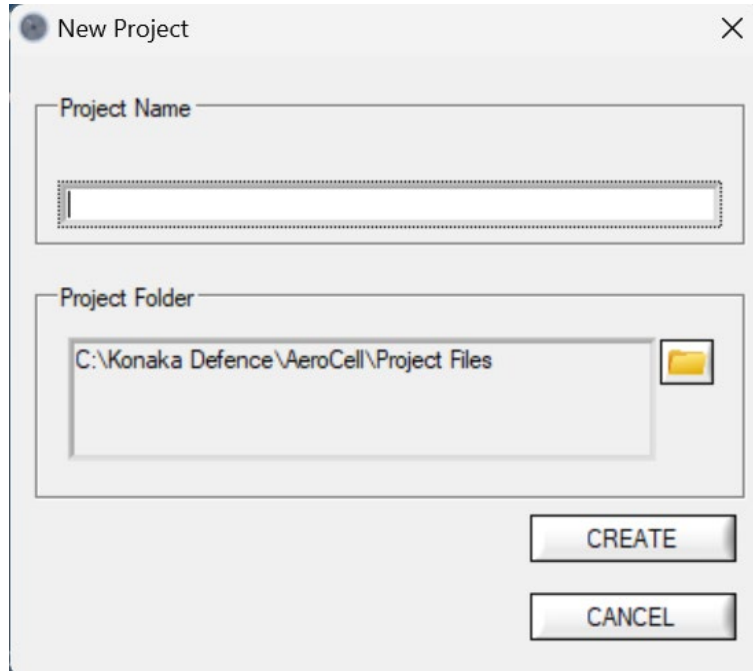 New Project
Project Name
Project Folder
C:\Konaka Defence\AeroCell\Project Files
CREATE
CANCEL